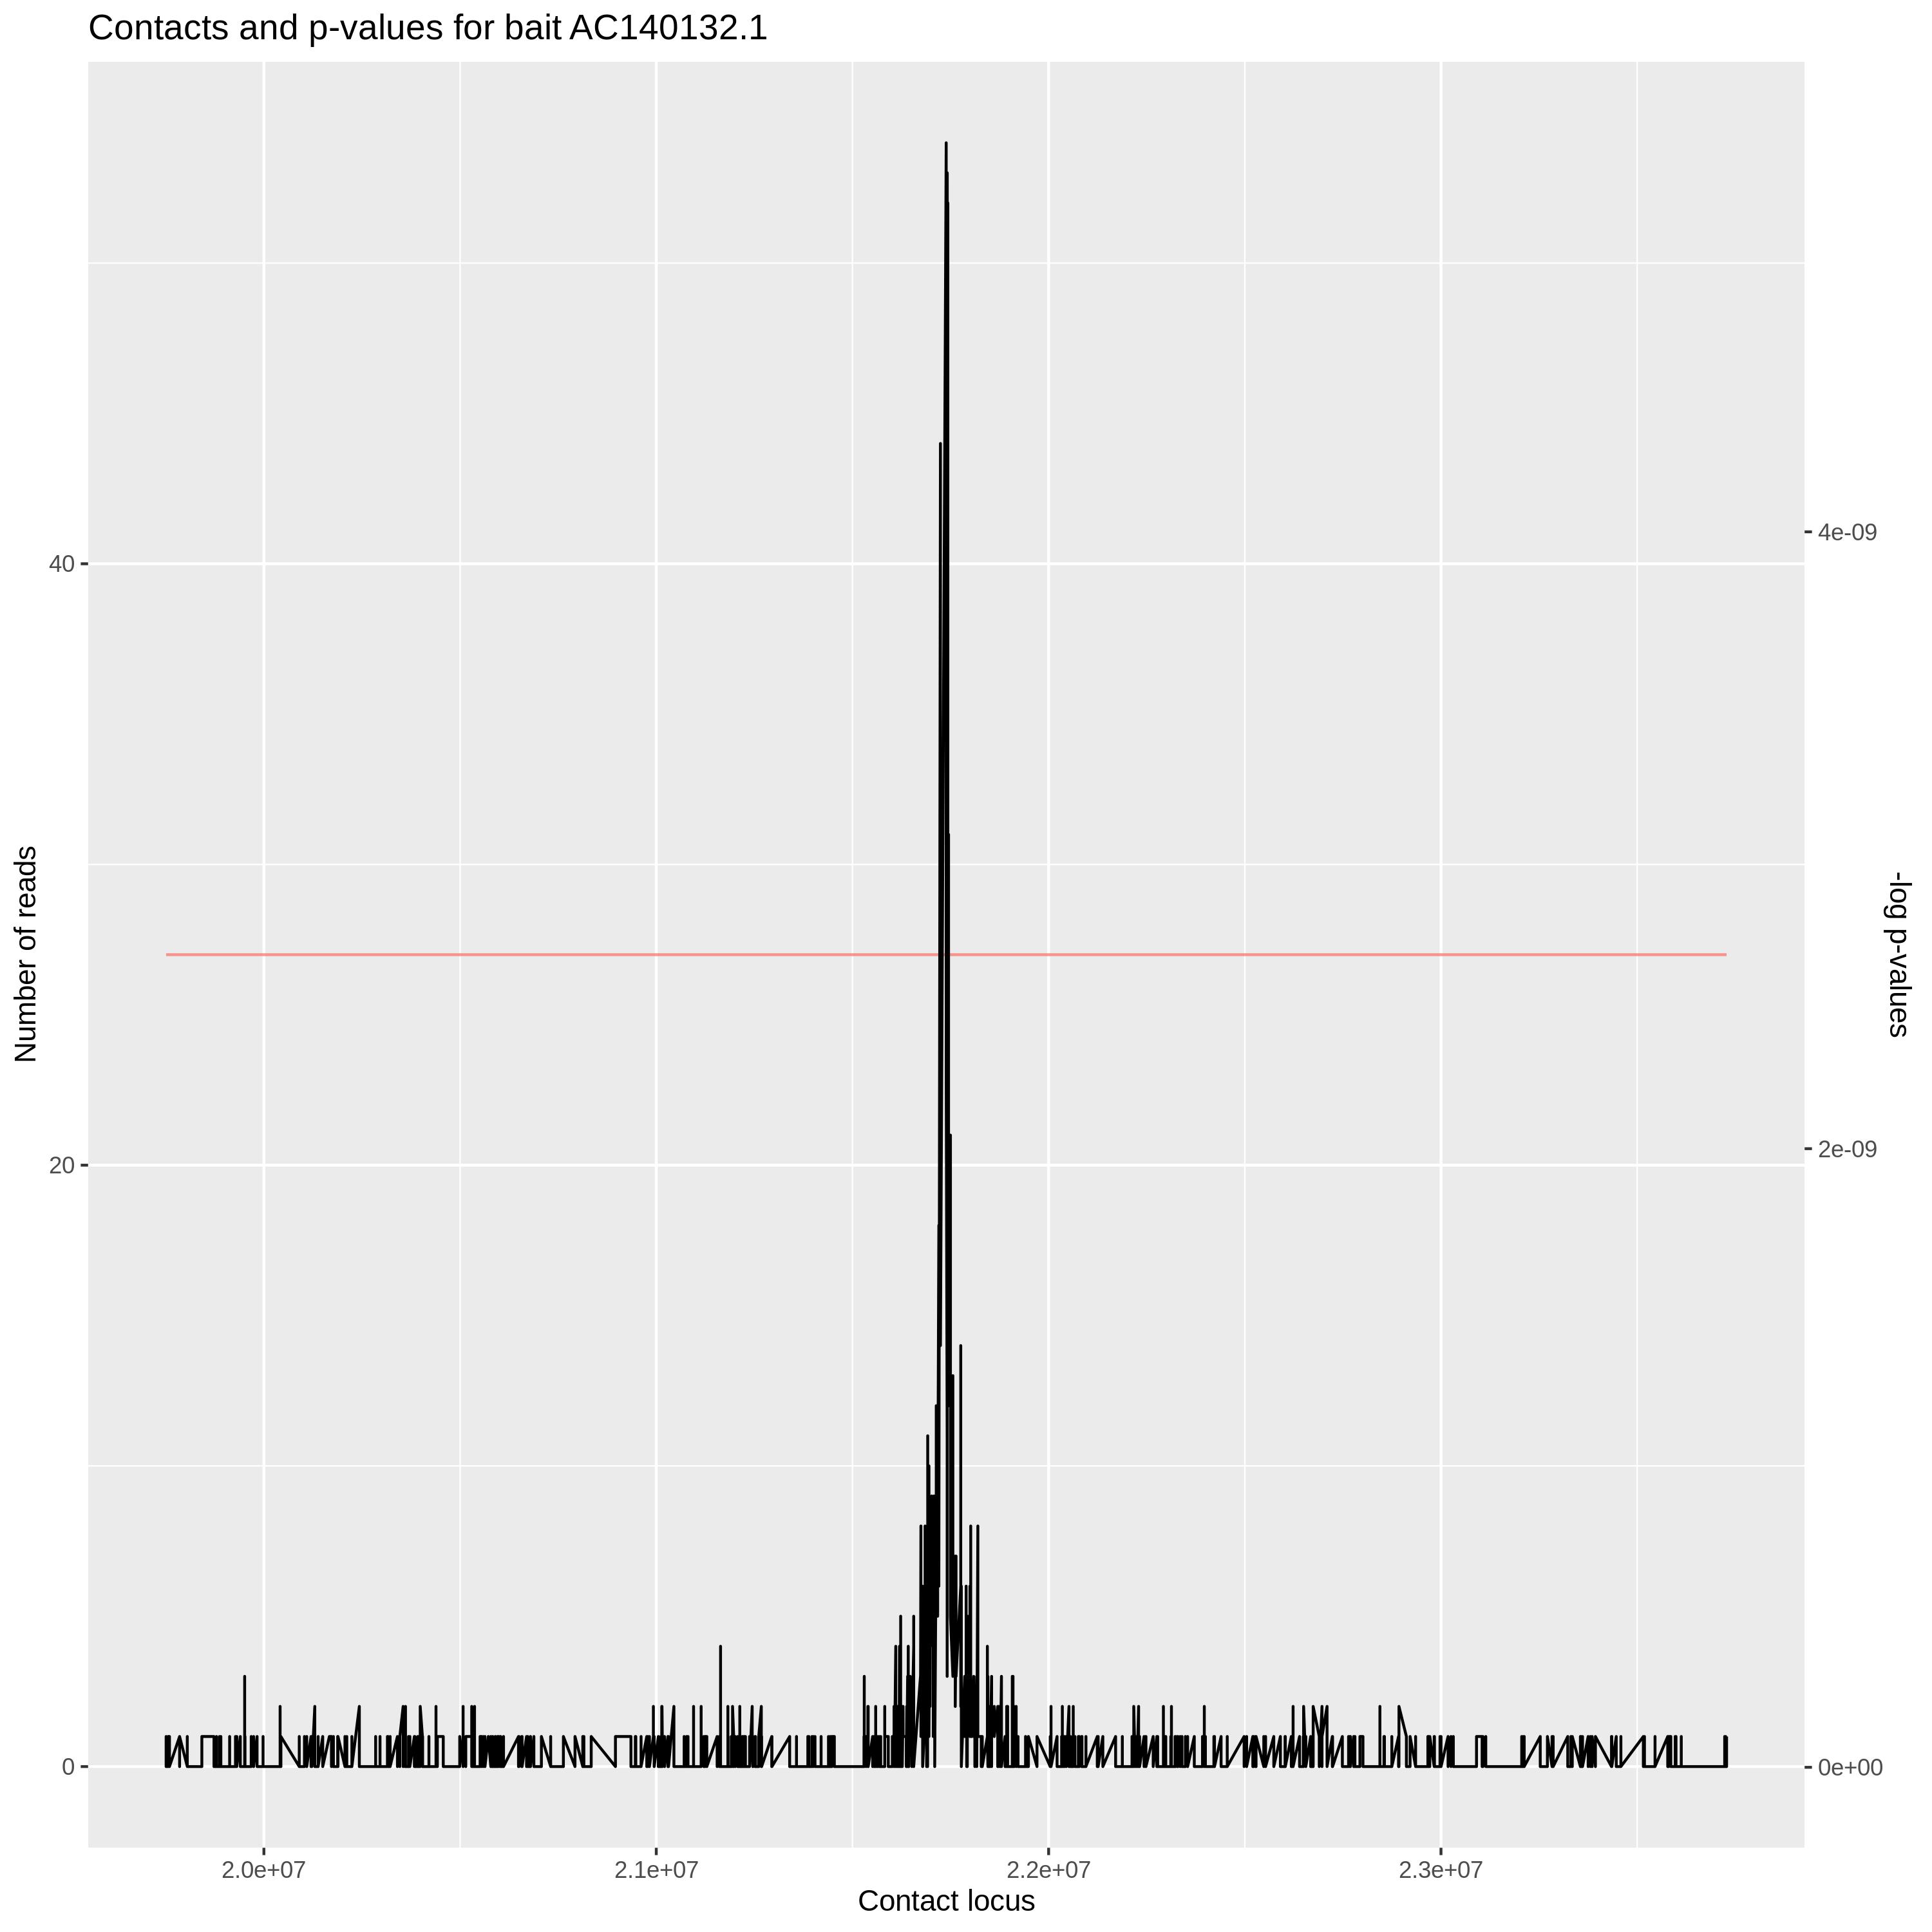 Contacts and p-values for bait AC140132.1
Number of reads
40
20
0
4e-09
2e-09
0e+00
-log p-values
2.0e+07
2.1e+07
2.2e+07
2.3e+07
Contact locus